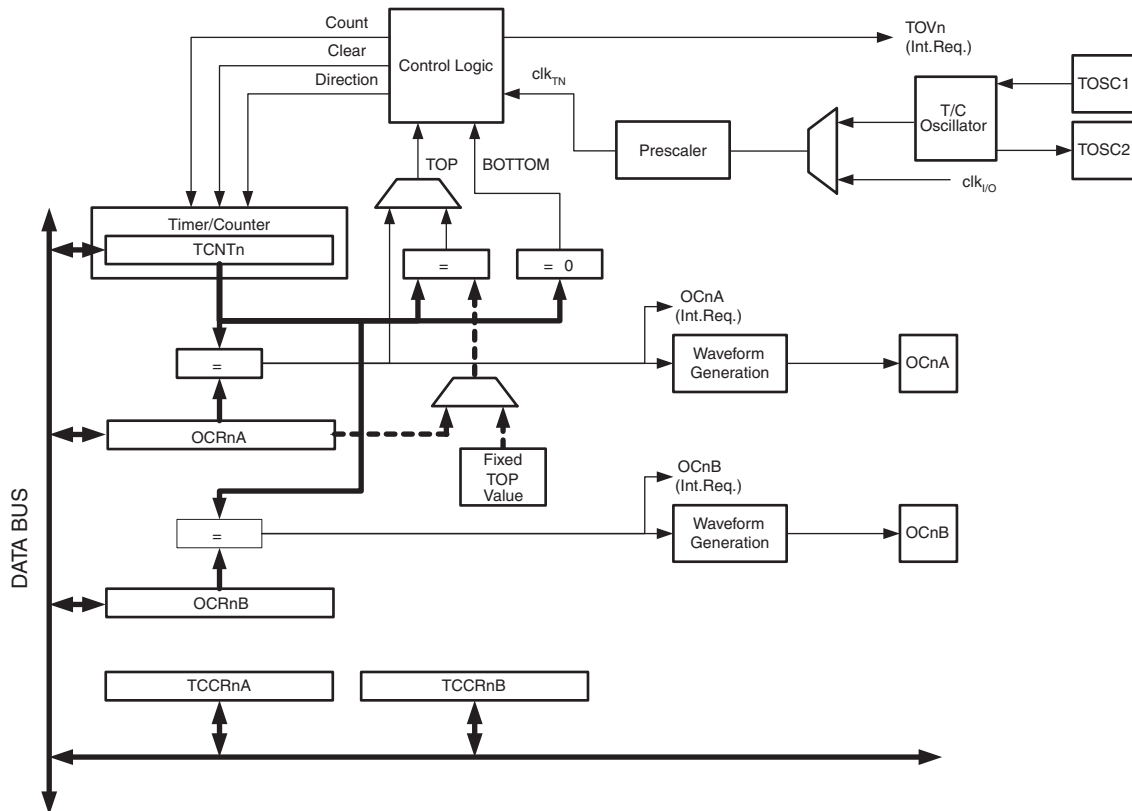 Count
Clear
Direction
Control Logic
TOVn
(Int.Req.)
clkTN
TOSC1
T/C
Oscillator
Prescaler
TOSC2
TOP
BOTTOM
clkI/O
Timer/Counter
TCNTn
=
= 0
OCnA
(Int.Req.)
=
Waveform
Generation
OCnA
OCRnA
Fixed
TOP
Value
OCnB
(Int.Req.)
=
Waveform
Generation
OCnB
DATA BUS
OCRnB
TCCRnA
TCCRnB